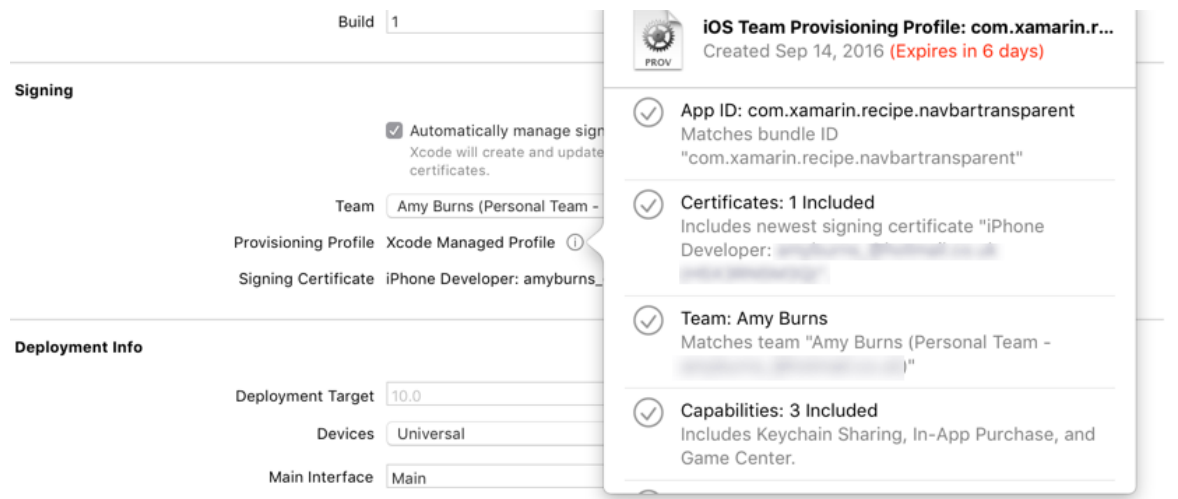 Build 1
Signing
Automatically manage sign
Xcode will create and update
certificates.
Team Amy Burns (Personal Team -
Provisioning Profile Xcode Managed Profile
Signing Certificate iPhone Developer: amyburns_
Deployment Info
Deployment Target 10.0
Devices Universal
Main Interface Main
PROV
iOS Team Provisioning Profile: com.xamarin.r...
Created Sep 14, 2016 (Expires in 6 days)
App ID: com.xamarin.recipe.navbartransparent
Matches bundle ID
"com.xamarin.recipe.navbartransparent"
Certificates: 1 Included
Includes newest signing certificate "iPhone
Developer:
Team: Amy Burns
Matches team "Amy Burns (Personal Team -
)"
Capabilities: 3 Included
Includes Keychain Sharing, In-App Purchase, and
Game Center.